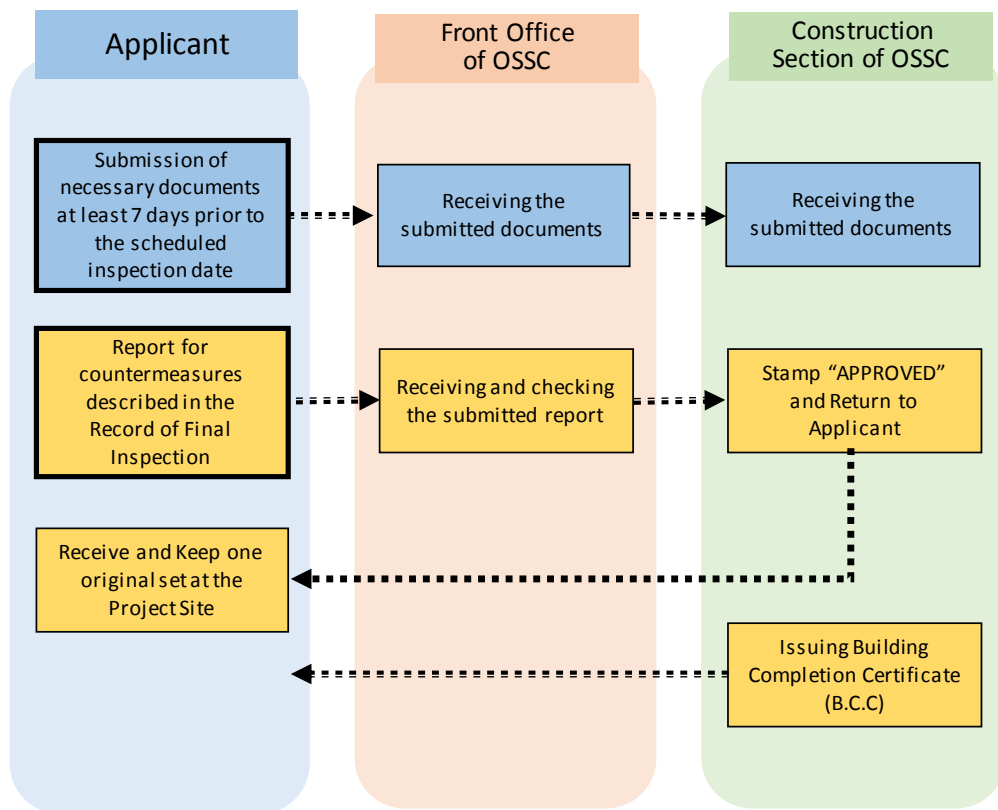 Applicant
Front Office
of OSSC
Construction
Section of OSSC
Submission of
necessary documents
at least 7 days prior to
the scheduled
inspection date
Receiving the
submitted documents
Receiving the
submitted documents
Report for
countermeasures
described in the
Record of Final
Inspection
Receiving and checking
the submitted report
Stamp “APPROVED”
and Return to
Applicant
Receive and Keep one
original set at the
Project Site
Issuing Building
Completion Certificate
(B.C.C)